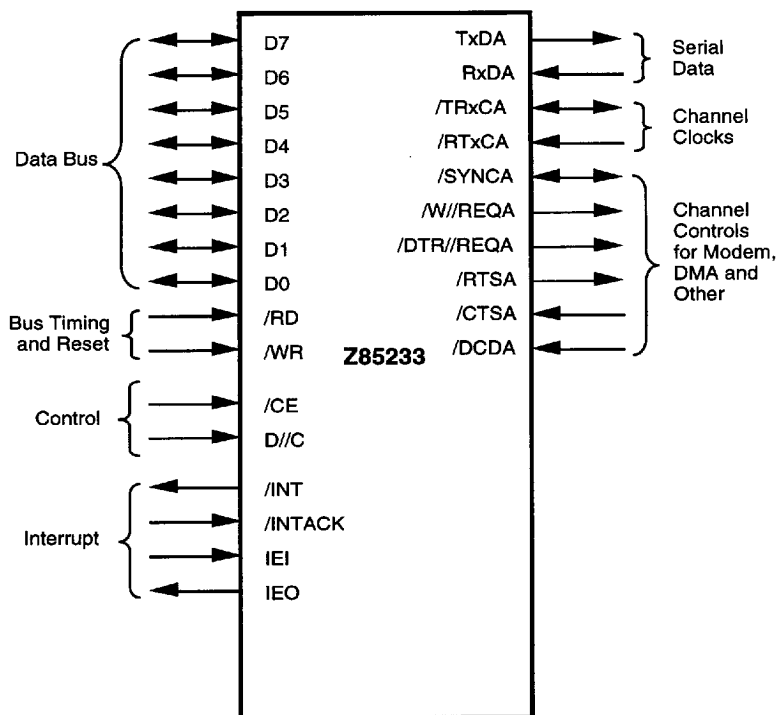 Data Bus
Bus Timing
and Reset
Control
Interrupt
D7
D6
D5
D4
D3
D2
D1
D0
/RD
/WR
/CE
D//C
/INT
/INTACK
IEI
IEO
Z85233
TxDA
RxDA
/TRxCA
/RTxCA
/SYNCA
/W//REQA
/DTR//REQA
/RTSA
/CTSA
/DCDA
Serial
Data
Channel
Clocks
Channel
Controls
for Modem,
DMA and
Other